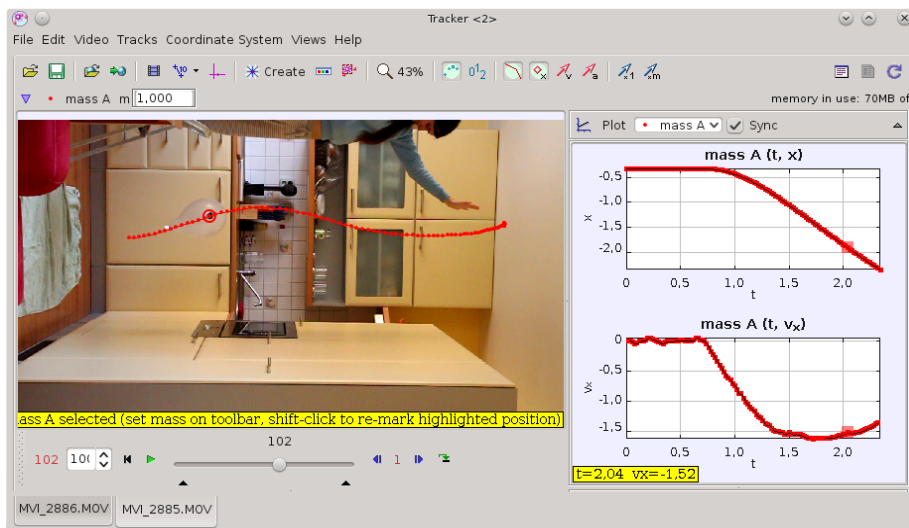 Tracker <2>
File Edit Video Tracks Coordinate System Views Help
Create 43%
mass A m 1,000
memory in use: 70MB of
Plot mass A Sync
mass A (t, x)
-0,5
-1,0
-1,5
-2,0
x
0 0,5 1,0 1,5 2,0
t
mass A (t, vx)
0
-0,5
-1,0
-1,5
vx
0 0,5 1,0 1,5 2,0
t
t=2,04 vx=-1,52
ass A selected (set mass on toolbar, shift-click to re-mark highlighted position)
102
102 1
MVI_2886.MOV MVI_2885.MOV